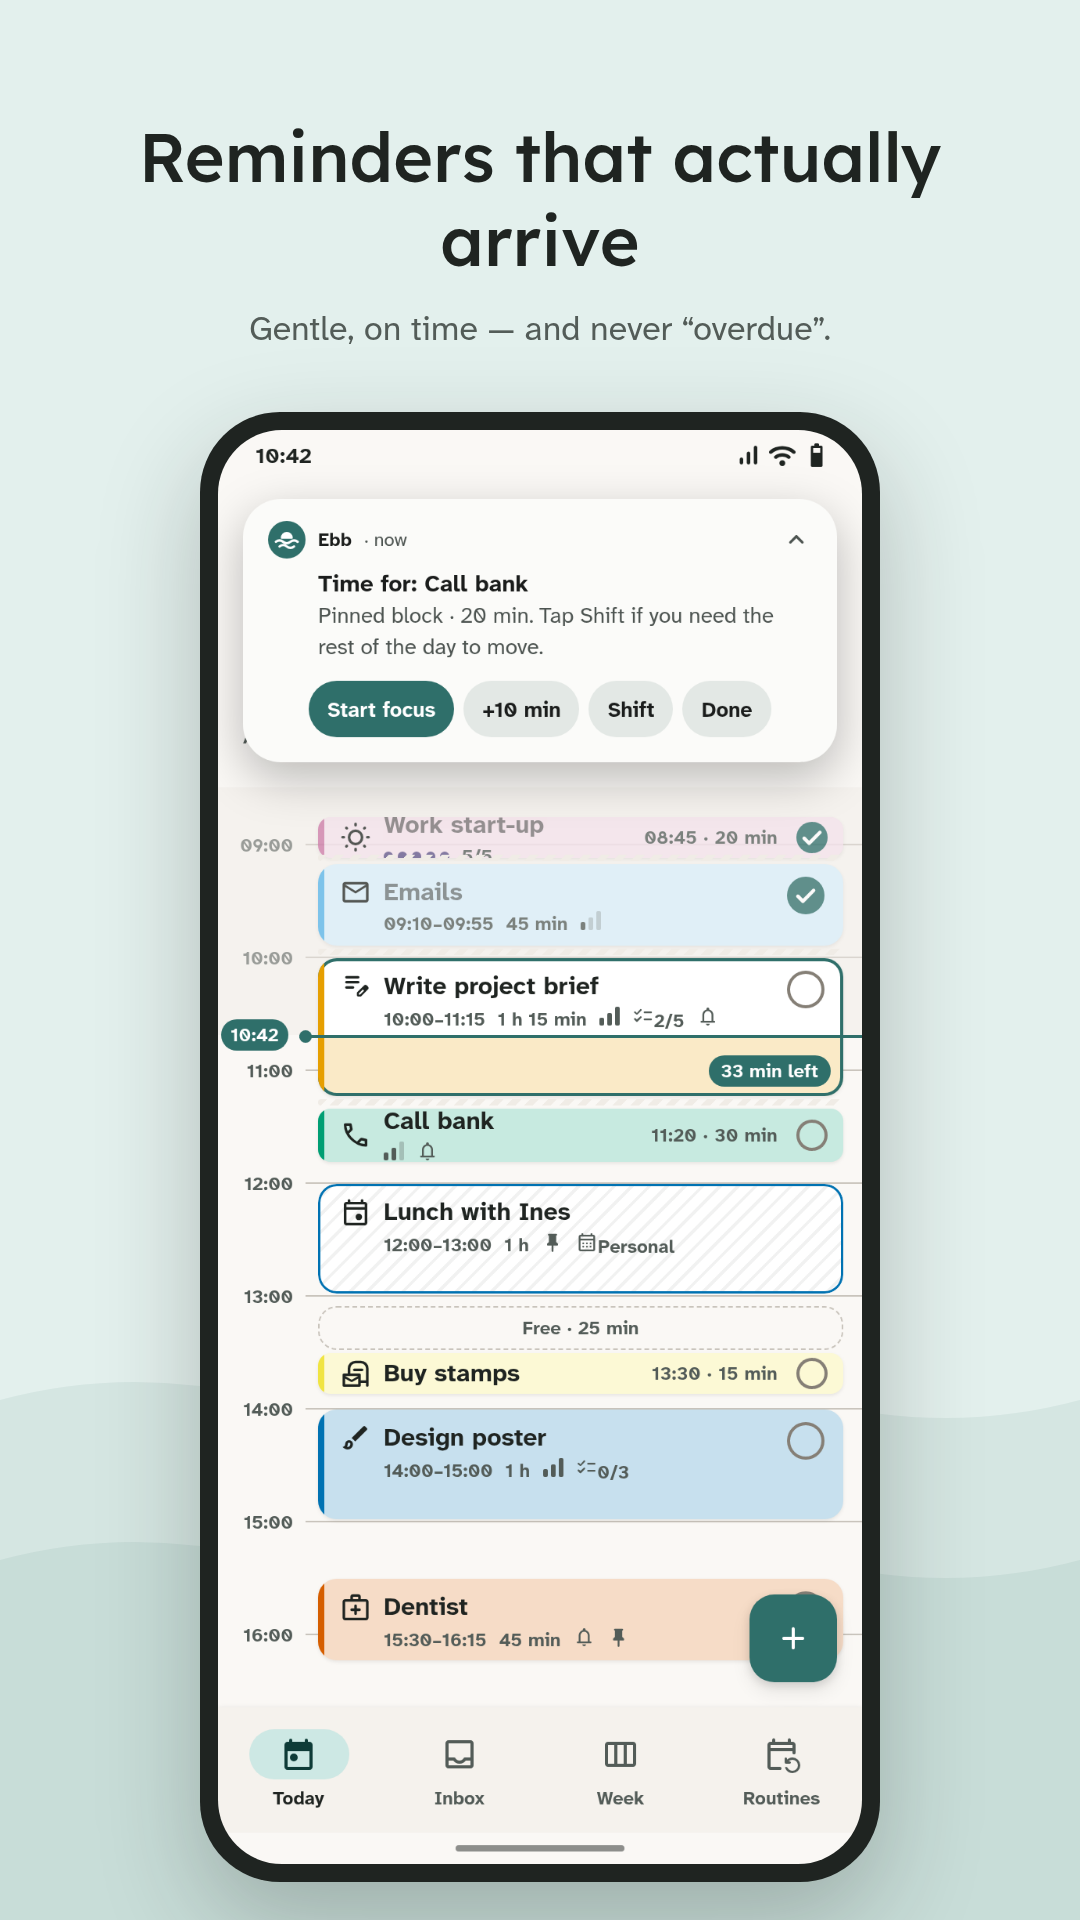 Reminders that actually
arrive
Gentle, on time — and never “overdue”.
10:42
Ebb · now
Time for: Call bank
Pinned block · 20 min. Tap Shift if you need the
rest of the day to move.
Start focus +10 min Shift Done
Work start-up 08:45 · 20 min
09:00
5/5
Emails
09:10–09:55 45 min
10:00
Write project brief
10:00–11:15 1 h 15 min 2/5
10:42
11:00 33 min left
Call bank
11:20 · 30 min
12:00
Lunch with Ines
12:00–13:00 1 h Personal
13:00
Free · 25 min
Buy stamps 13:30 · 15 min
14:00
Design poster
14:00–15:00 1 h 0/3
15:00
Dentist
16:00 15:30–16:15 45 min
Today Inbox Week Routines